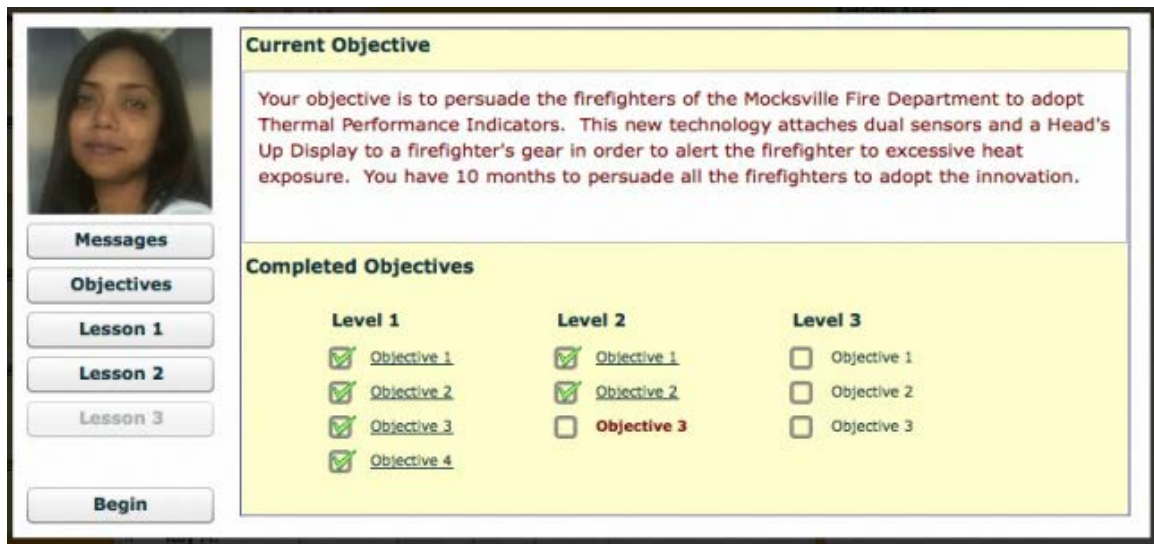 Current Objective
Your objective is to persuade the firefighters of the Mocksville Fire Department to adopt
Thermal Performance Indicators.  This new technology attaches dual sensors and a Head's
Up Display to a firefighter's gear in order to alert the firefighter to excessive heat
exposure.  You have 10 months to persuade all the firefighters to adopt the innovation.
Messages
Objectives
Lesson 1
Lesson 2
Lesson 3
Begin
Completed Objectives
Level 1
Objective 1
Objective 2
Objective 3
Objective 4
Level 2
Objective 1
Objective 2
Objective 3
Level 3
Objective 1
Objective 2
Objective 3